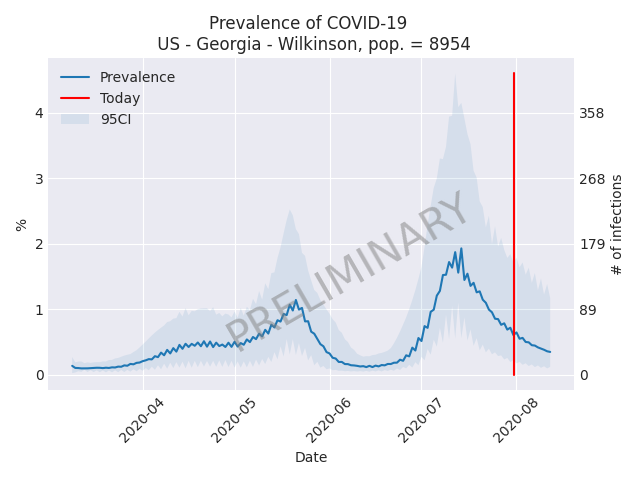 Prevalence of COVID-19
US - Georgia - Wilkinson, pop. = 8954
Prevalence
Today
95CI
PRELIMINARY
%
4
3
2
1
0
358
268
179
89
0
# of infections
2020-04
2020-05
2020-06
2020-07
2020-08
Date